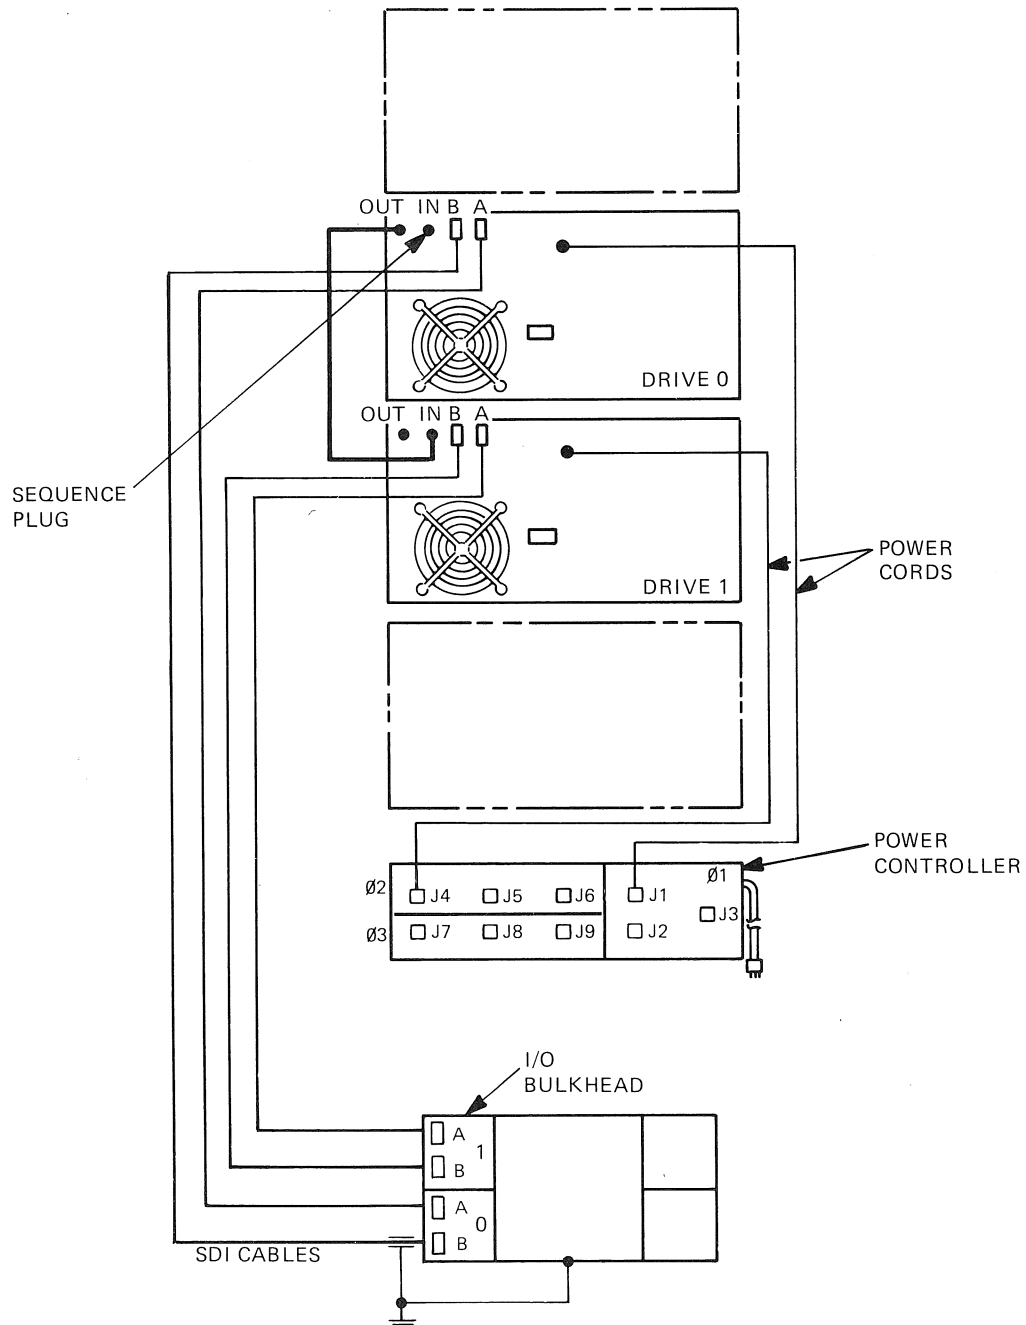 OUT IN B A
DRIVE 0
OUT IN B A
SEQUENCE
PLUG
POWER
CORDS
DRIVE 1
POWER
CONTROLLER
Ø1
Ø2
J4 J5 J6 J1
J3
Ø3
J7 J8 J9 J2
I/O
BULKHEAD
A
1
B
A
0
B
SDI CABLES